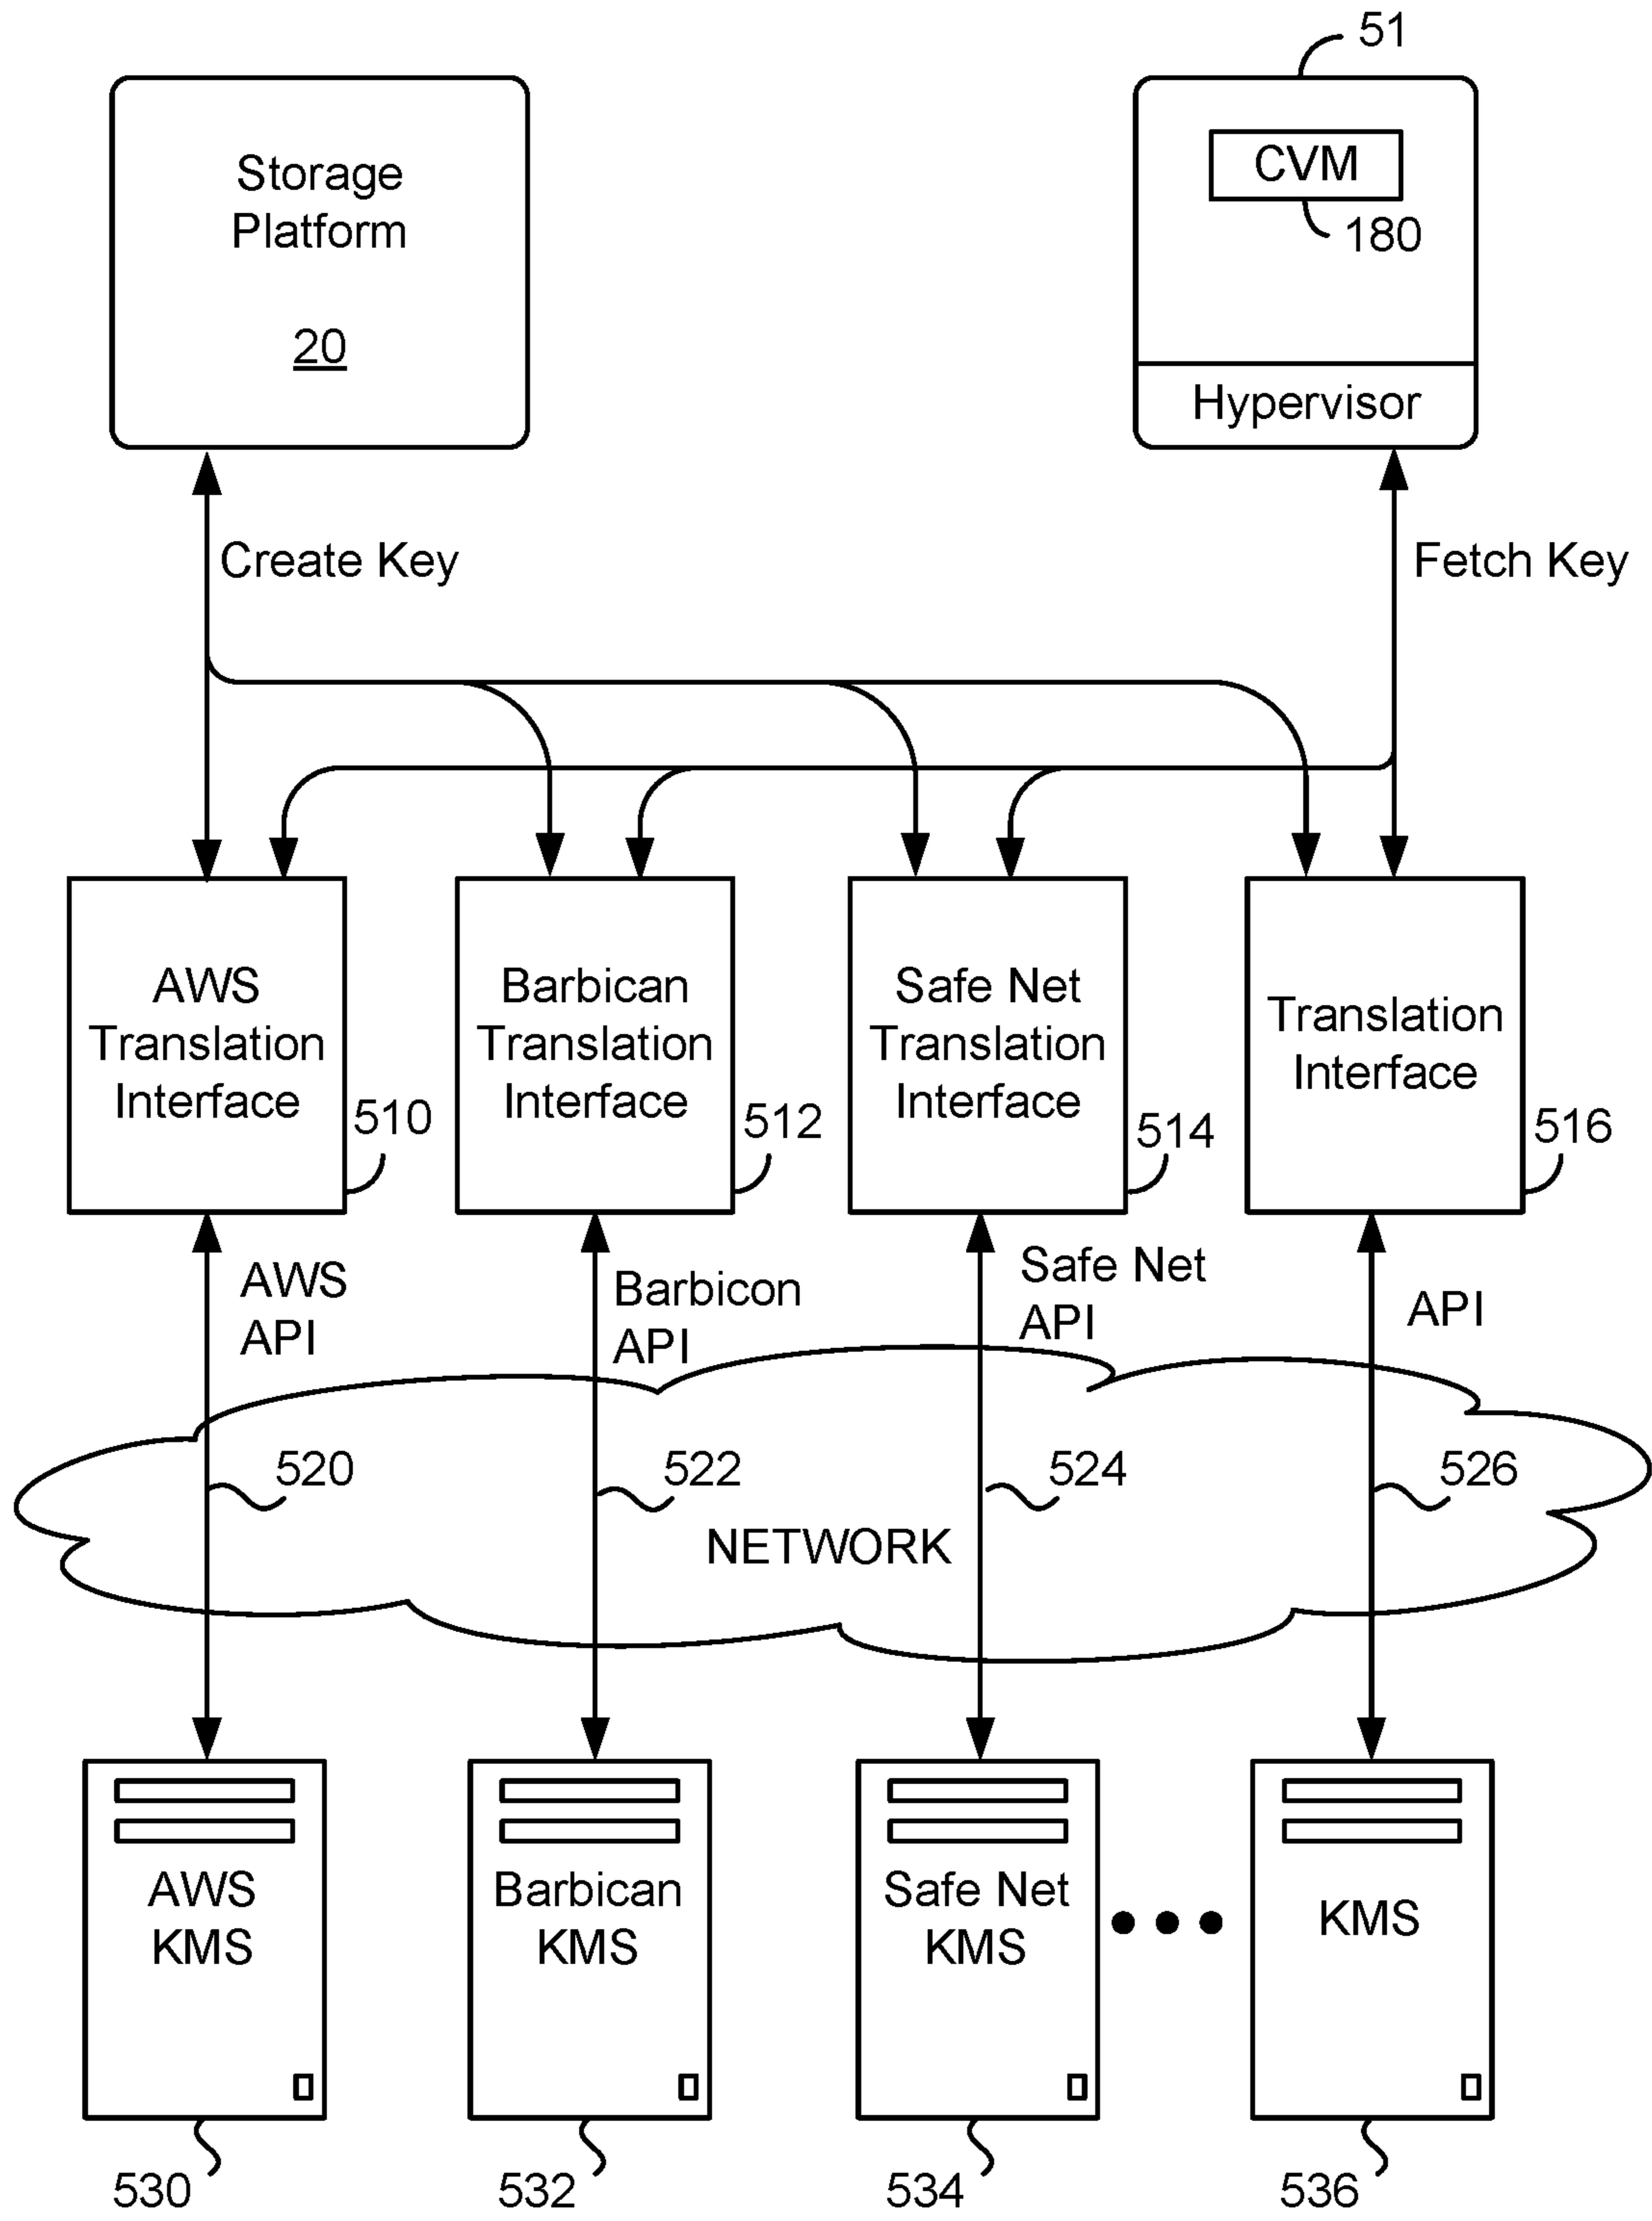 51
Storage
Platform
20
CVM
180
Hypervisor
Create Key
Fetch Key
AWS
Translation
Interface
510
Barbican
Translation
Interface
512
Safe Net
Translation
Interface
514
Translation
Interface
516
AWS
API
Barbicon
API
Safe Net
API
API
520
522
524
526
NETWORK
AWS
KMS
Barbican
KMS
Safe Net
KMS
KMS
530
532
534
536